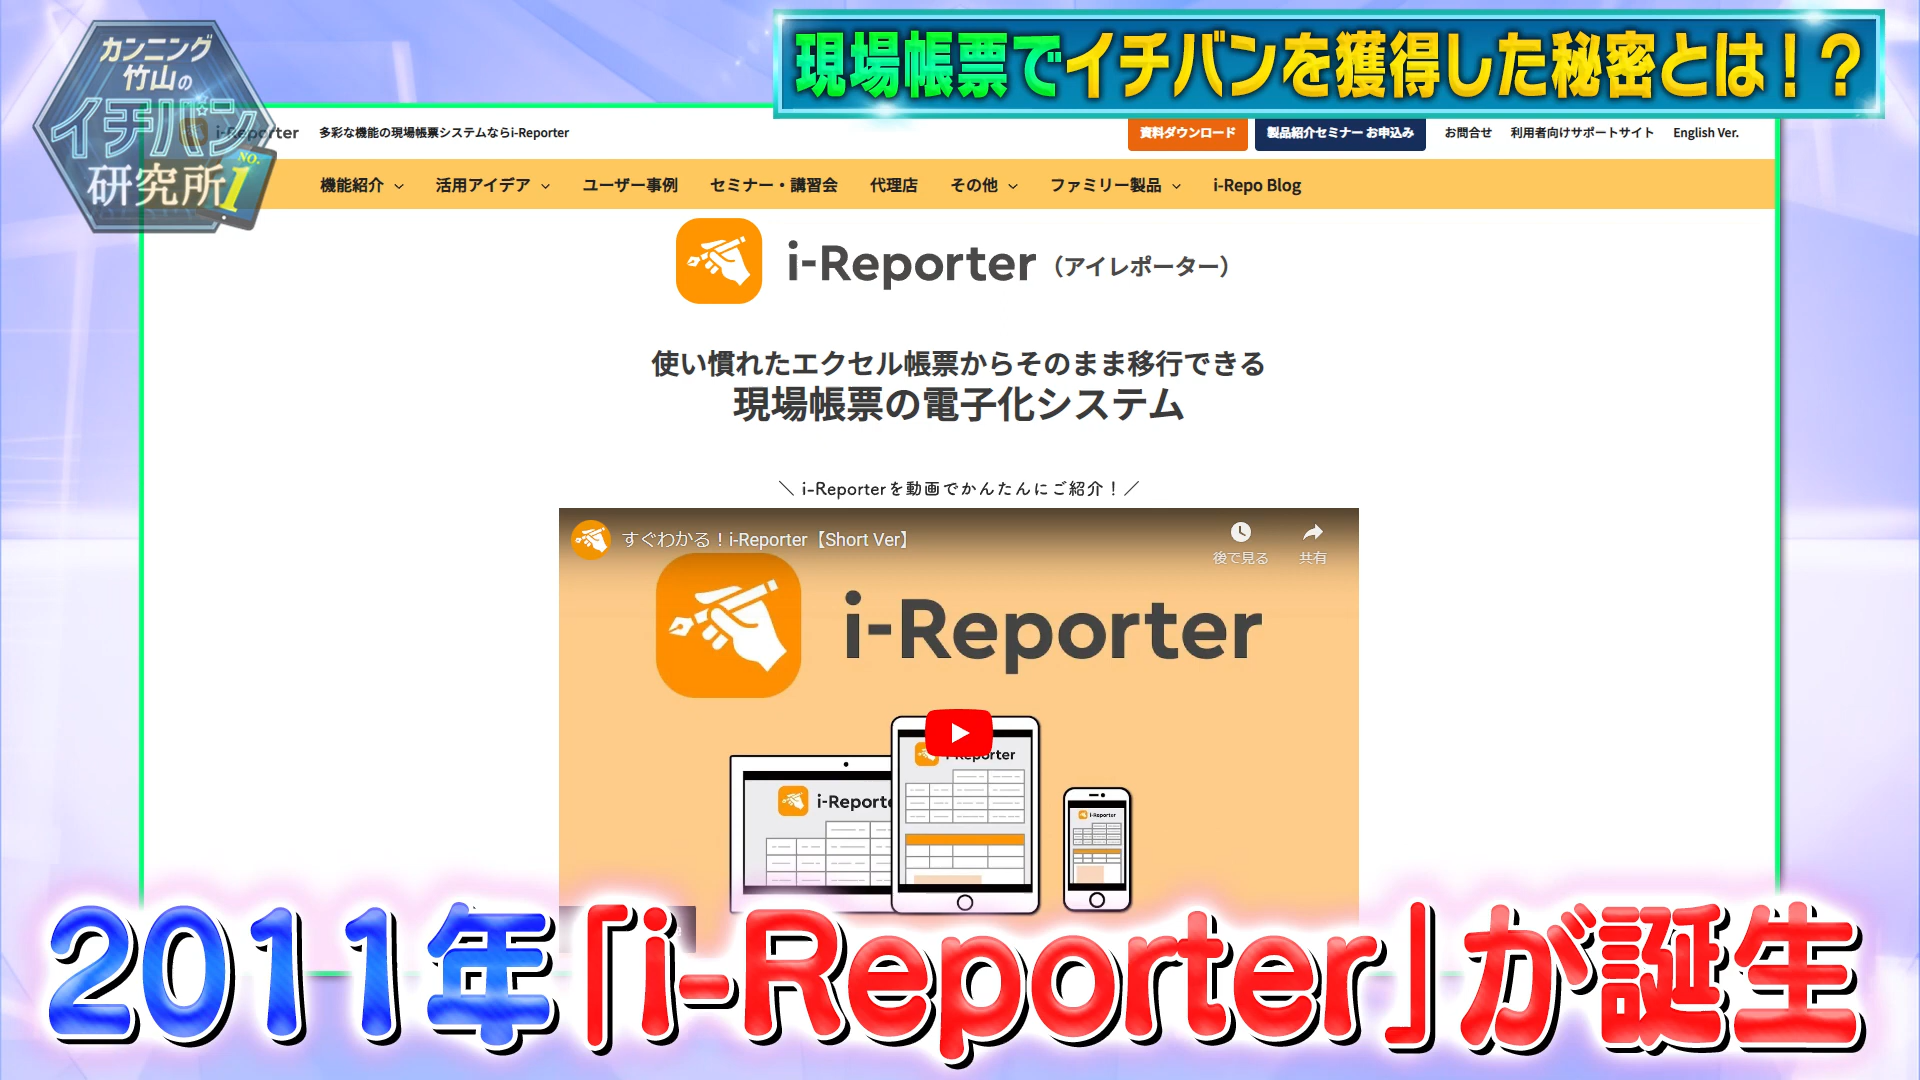 カンニング
竹山の
イチバン
研究所
NO.
1
現場帳票でイチバンを獲得した秘密とは！？
i-Reporter
多彩な機能の現場帳票システムならi-Reporter
資料ダウンロード
製品紹介セミナー お申込み
お問合せ
利用者向けサポートサイト
English Ver.
機能紹介
活用アイデア
ユーザー事例
セミナー・講習会
代理店
その他
ファミリー製品
i-Repo Blog
i-Reporter（アイレポーター）
使い慣れたエクセル帳票からそのまま移行できる
現場帳票の電子化システム
＼ i-Reporterを動画でかんたんにご紹介！／
すぐわかる！i-Reporter【Short Ver】
後で見る
共有
i-Reporter
i-Reporter
i-Reporte
i-Reporter
2011年「i-Reporter」が誕生